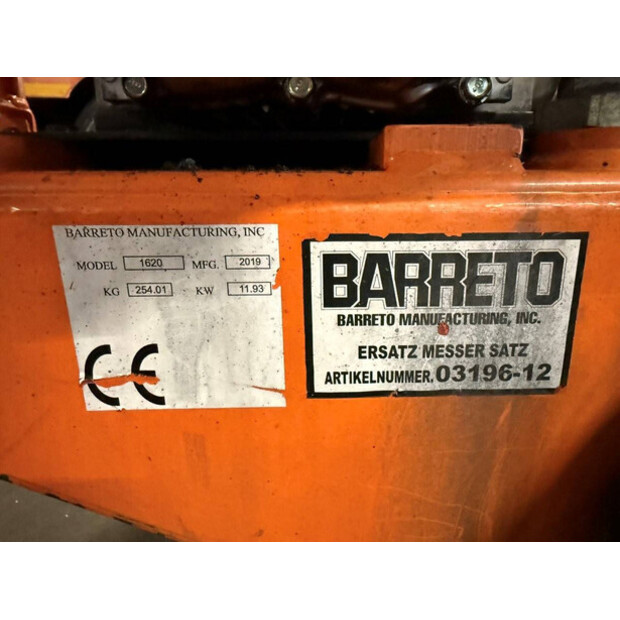 BARRETO MANUFACTURING, INC
MODEL 1620 MFG. 2019
KG 254.01 KW 11.93
CE
BARRETO
BARRETO MANUFACTURING, INC.
ERSATZ MESSER SATZ
ARTIKELNUMMER. 03196-12